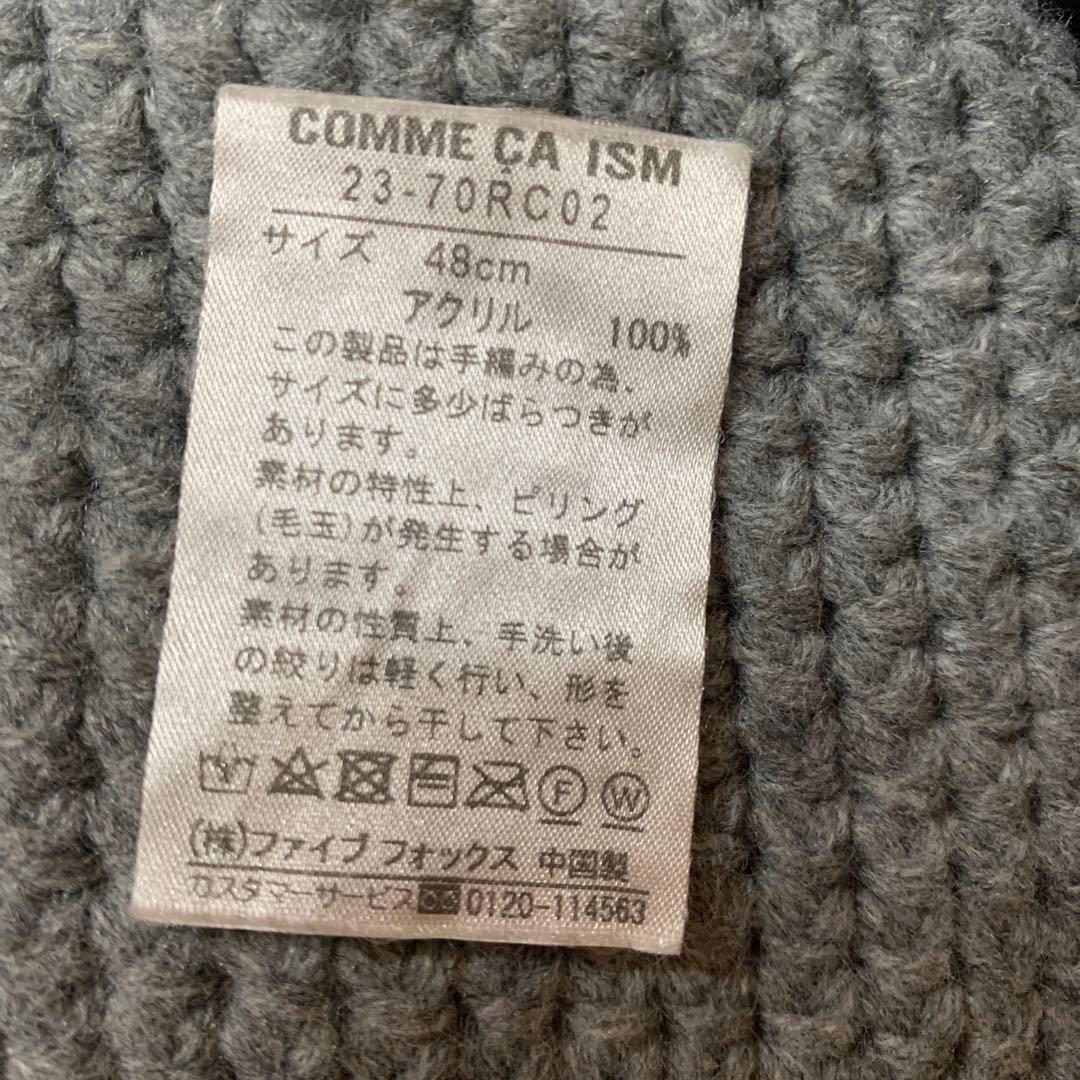 COMME ÇA ISM
23-70RC02
サイズ 48cm
アクリル 100%
この製品は手編みの為、
サイズに多少ばらつきが
あります。
素材の特性上、ピリング
(毛玉)が発生する場合が
あります。
素材の性質上、手洗い後
の絞りは軽く行い、形を
整えてから干して下さい。
F W
(株)ファイブフォックス 中国製
カスタマーサービス 0120-114563